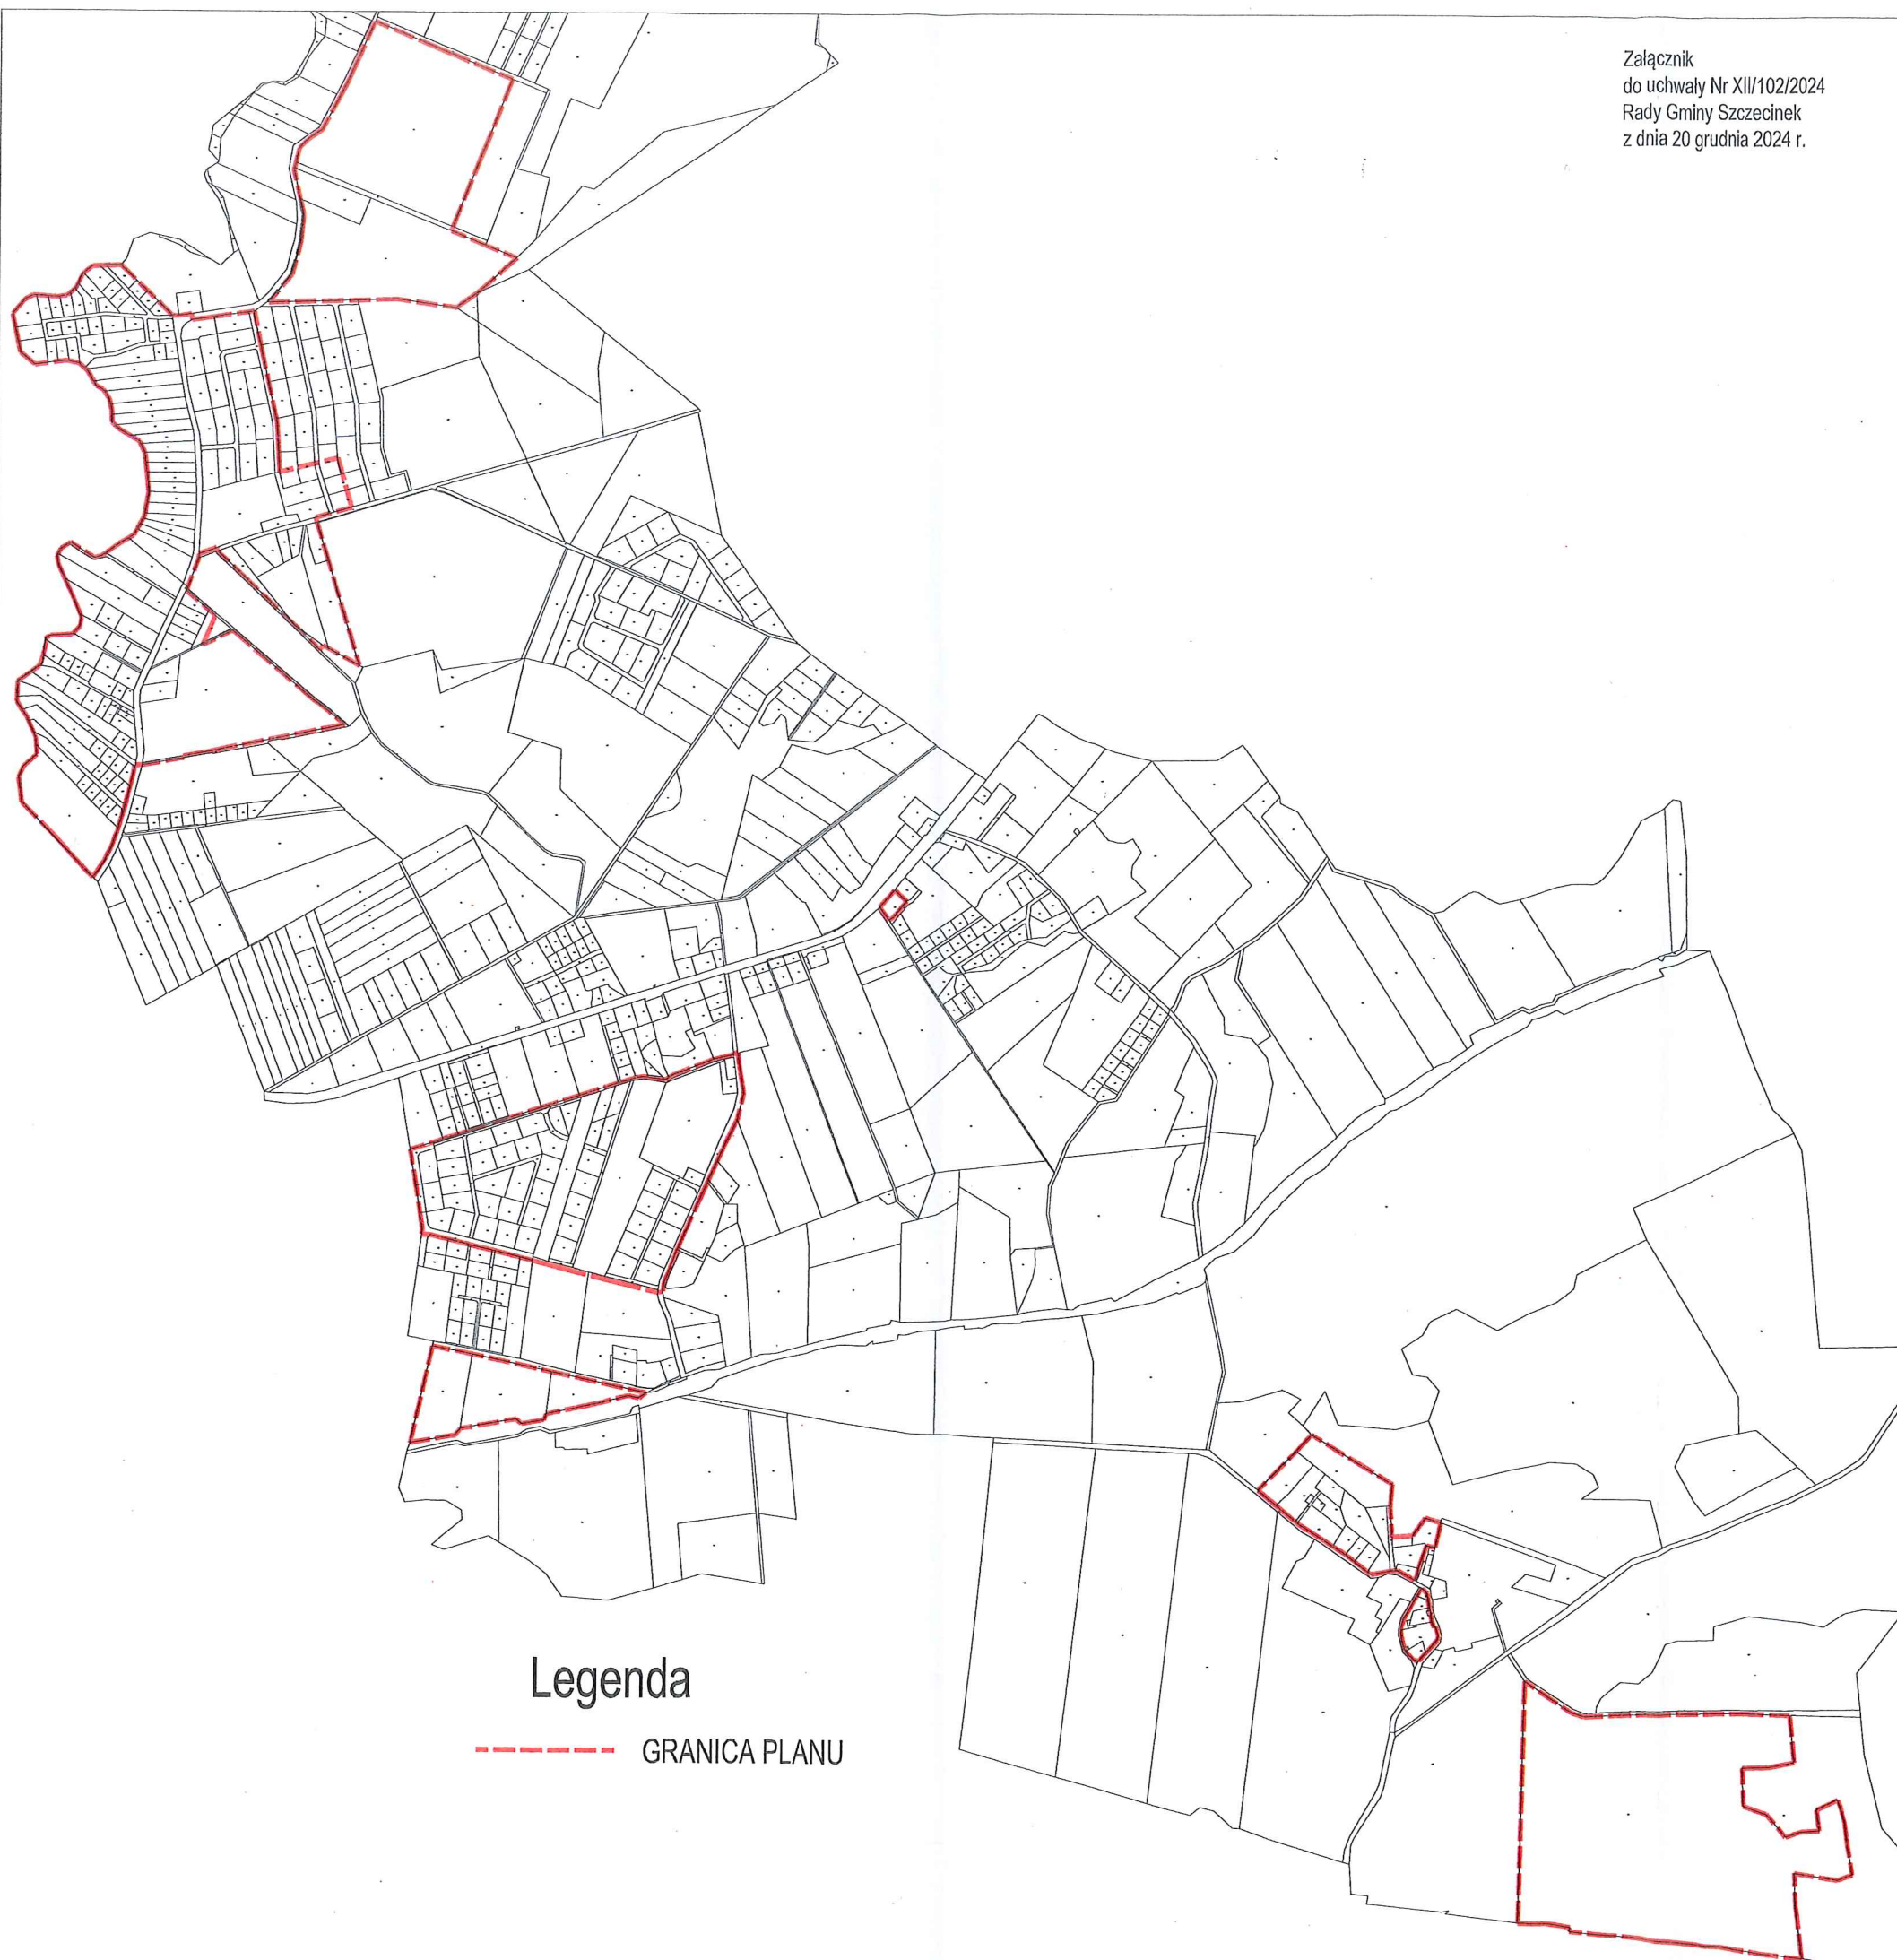 Załącznik
do uchwały Nr XII/102/2024
Rady Gminy Szczecinek
z dnia 20 grudnia 2024 r.
Legenda
GRANICA PLANU